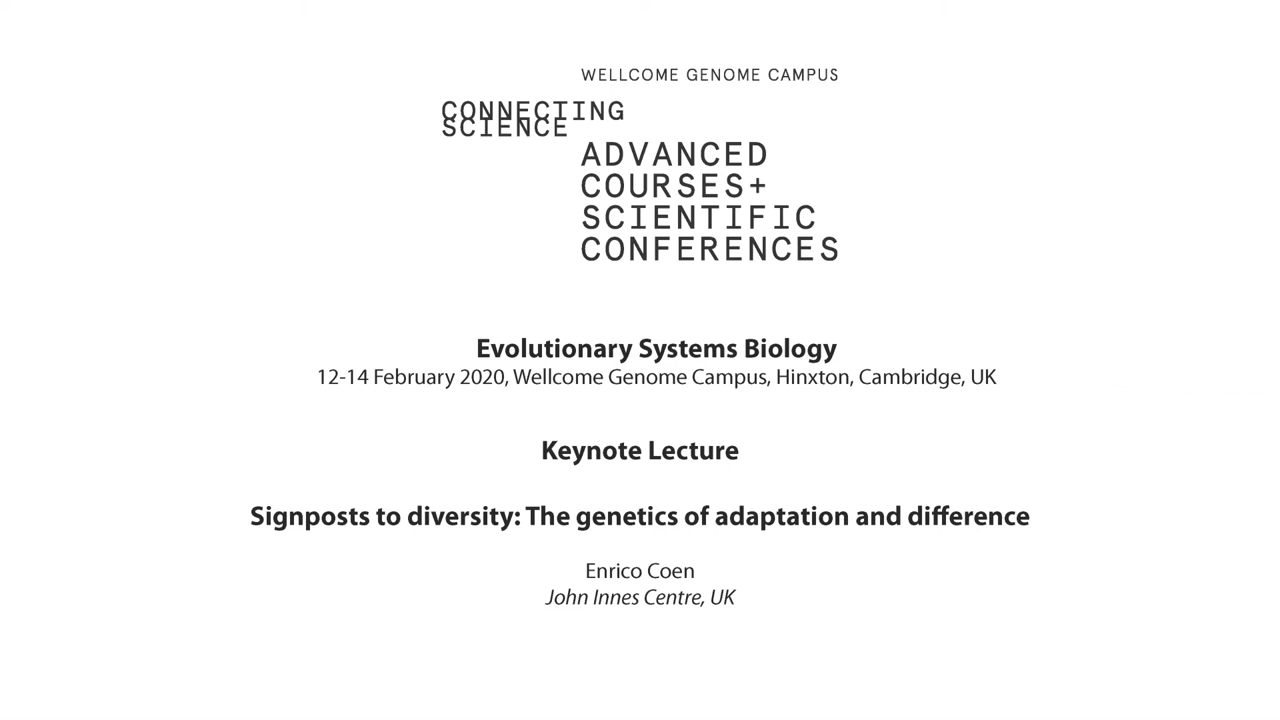 WELLCOME GENOME CAMPUS
CONNECTIING
SCIENCE
ADVANCED
COURSES+
SCIENTIFIC
CONFERENCES
Evolutionary Systems Biology
12-14 February 2020, Wellcome Genome Campus, Hinxton, Cambridge, UK
Keynote Lecture
Signposts to diversity: The genetics of adaptation and difference
Enrico Coen
John Innes Centre, UK